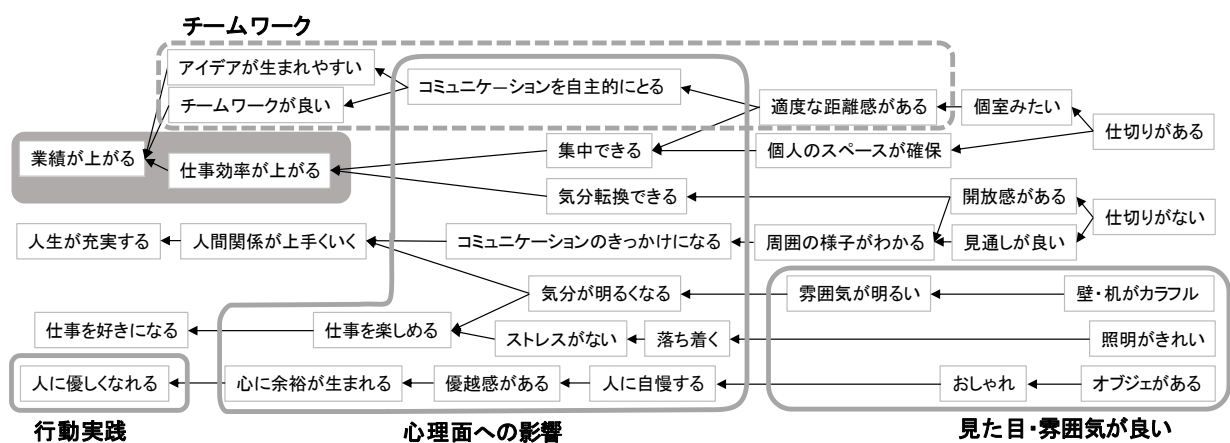 チームワーク
アイデアが生まれやすい
コミュニケーションを自主的にとる
チームワークが良い
適度な距離感がある
個室みたい
仕切りがある
業績が上がる
仕事効率が上がる
集中できる
個人のスペースが確保
気分転換できる
開放感がある
仕切りがない
人生が充実する
人間関係が上手くいく
コミュニケーションのきっかけになる
周囲の様子がわかる
見通しが良い
気分が明るくなる
雰囲気が明るい
壁・机がカラフル
仕事を好きになる
仕事を楽しめる
ストレスがない
落ち着く
照明がきれい
人に優しくなれる
心に余裕が生まれる
優越感がある
人に自慢する
おしゃれ
オブジェがある
行動実践
心理面への影響
見た目・雰囲気が良い